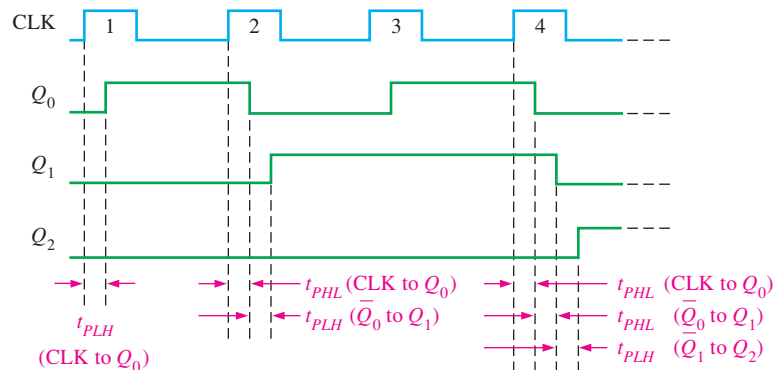 CLK 1 2 3 4
Q0
Q1
Q2
tPHL (CLK to Q0) tPHL (CLK to Q0)
tPLH tPLH (Q̅0 to Q1) tPHL (Q̅0 to Q1)
(CLK to Q0) tPLH (Q̅1 to Q2)